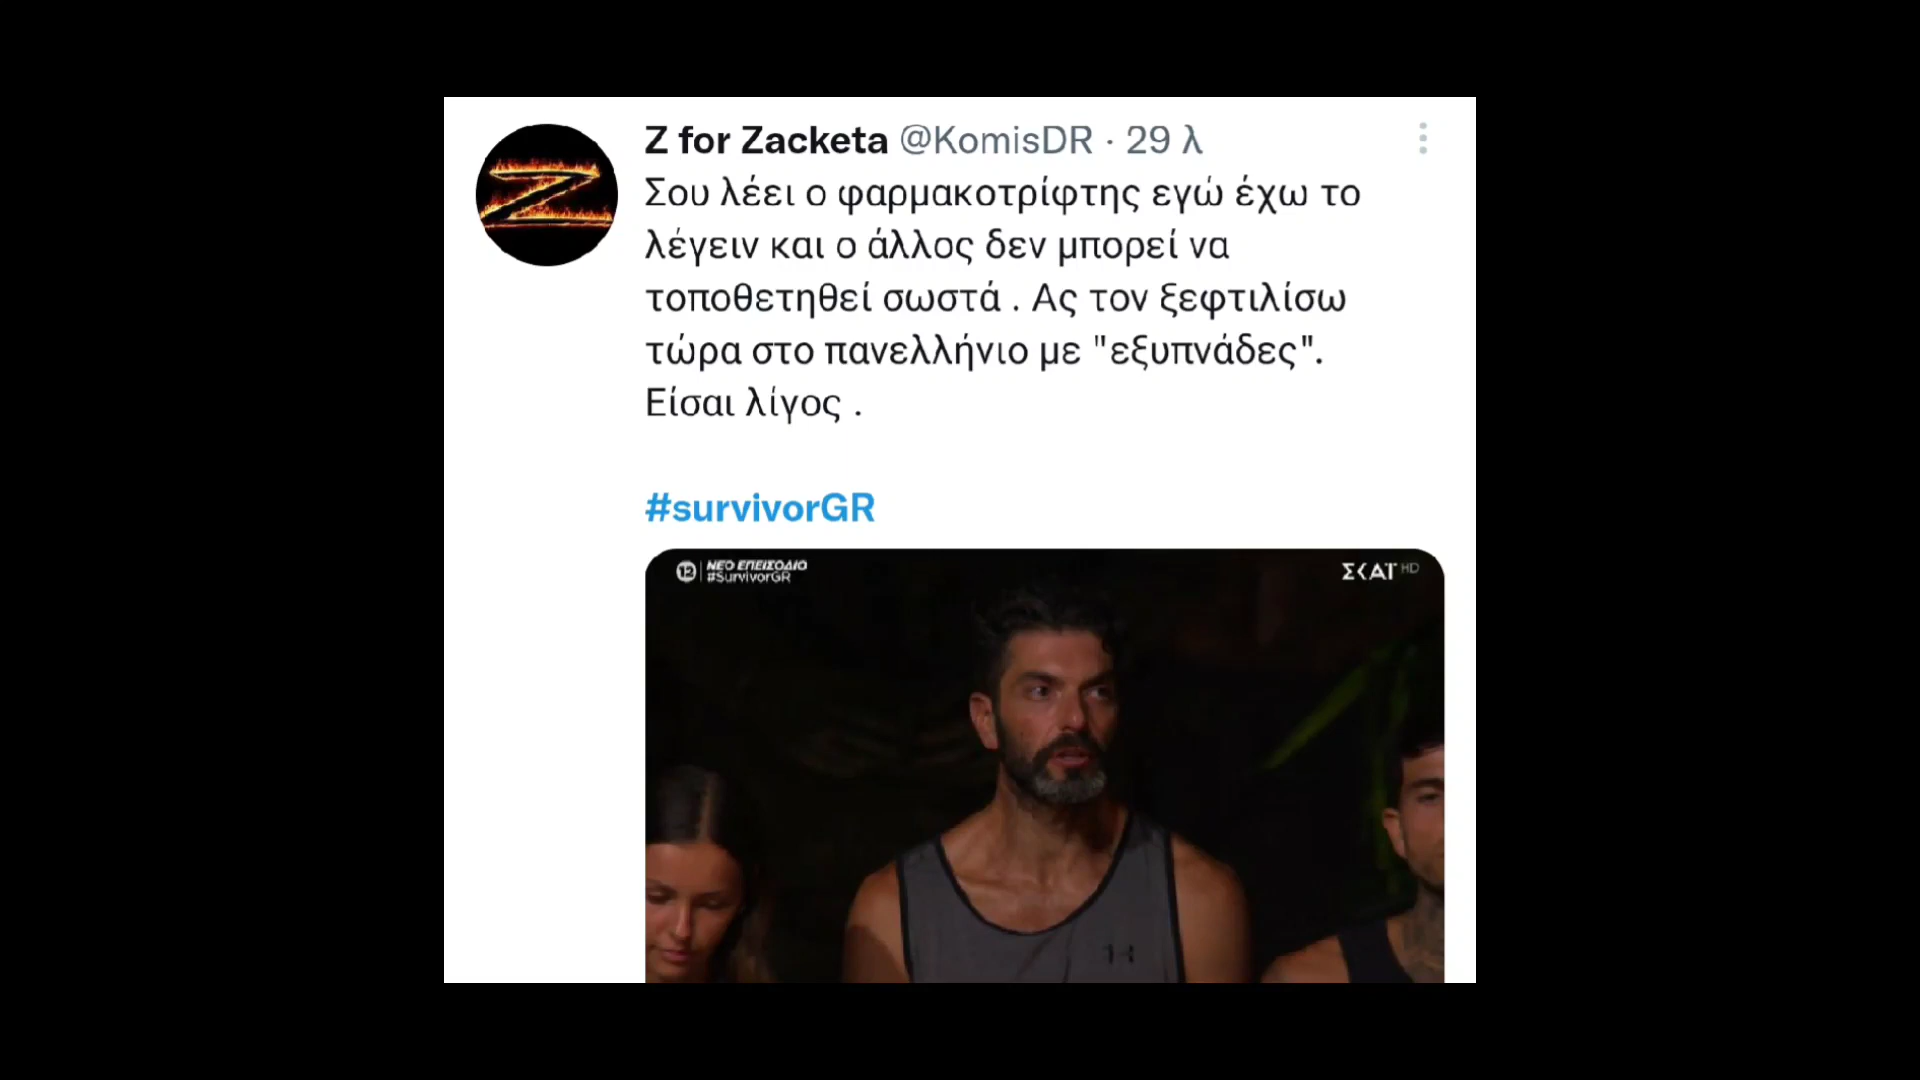 Z for Zacketa @KomisDR · 29 λ
Σου λέει ο φαρμακοτρίφτης εγώ έχω το
λέγειν και ο άλλος δεν μπορεί να
τοποθετηθεί σωστά . Ας τον ξεφτιλίσω
τώρα στο πανελλήνιο με "εξυπνάδες".
Είσαι λίγος .
#survivorGR
12 | ΝΕΟ ΕΠΕΙΣΟΔΙΟ
#SurvivorGR
ΣΚΑΪ HD